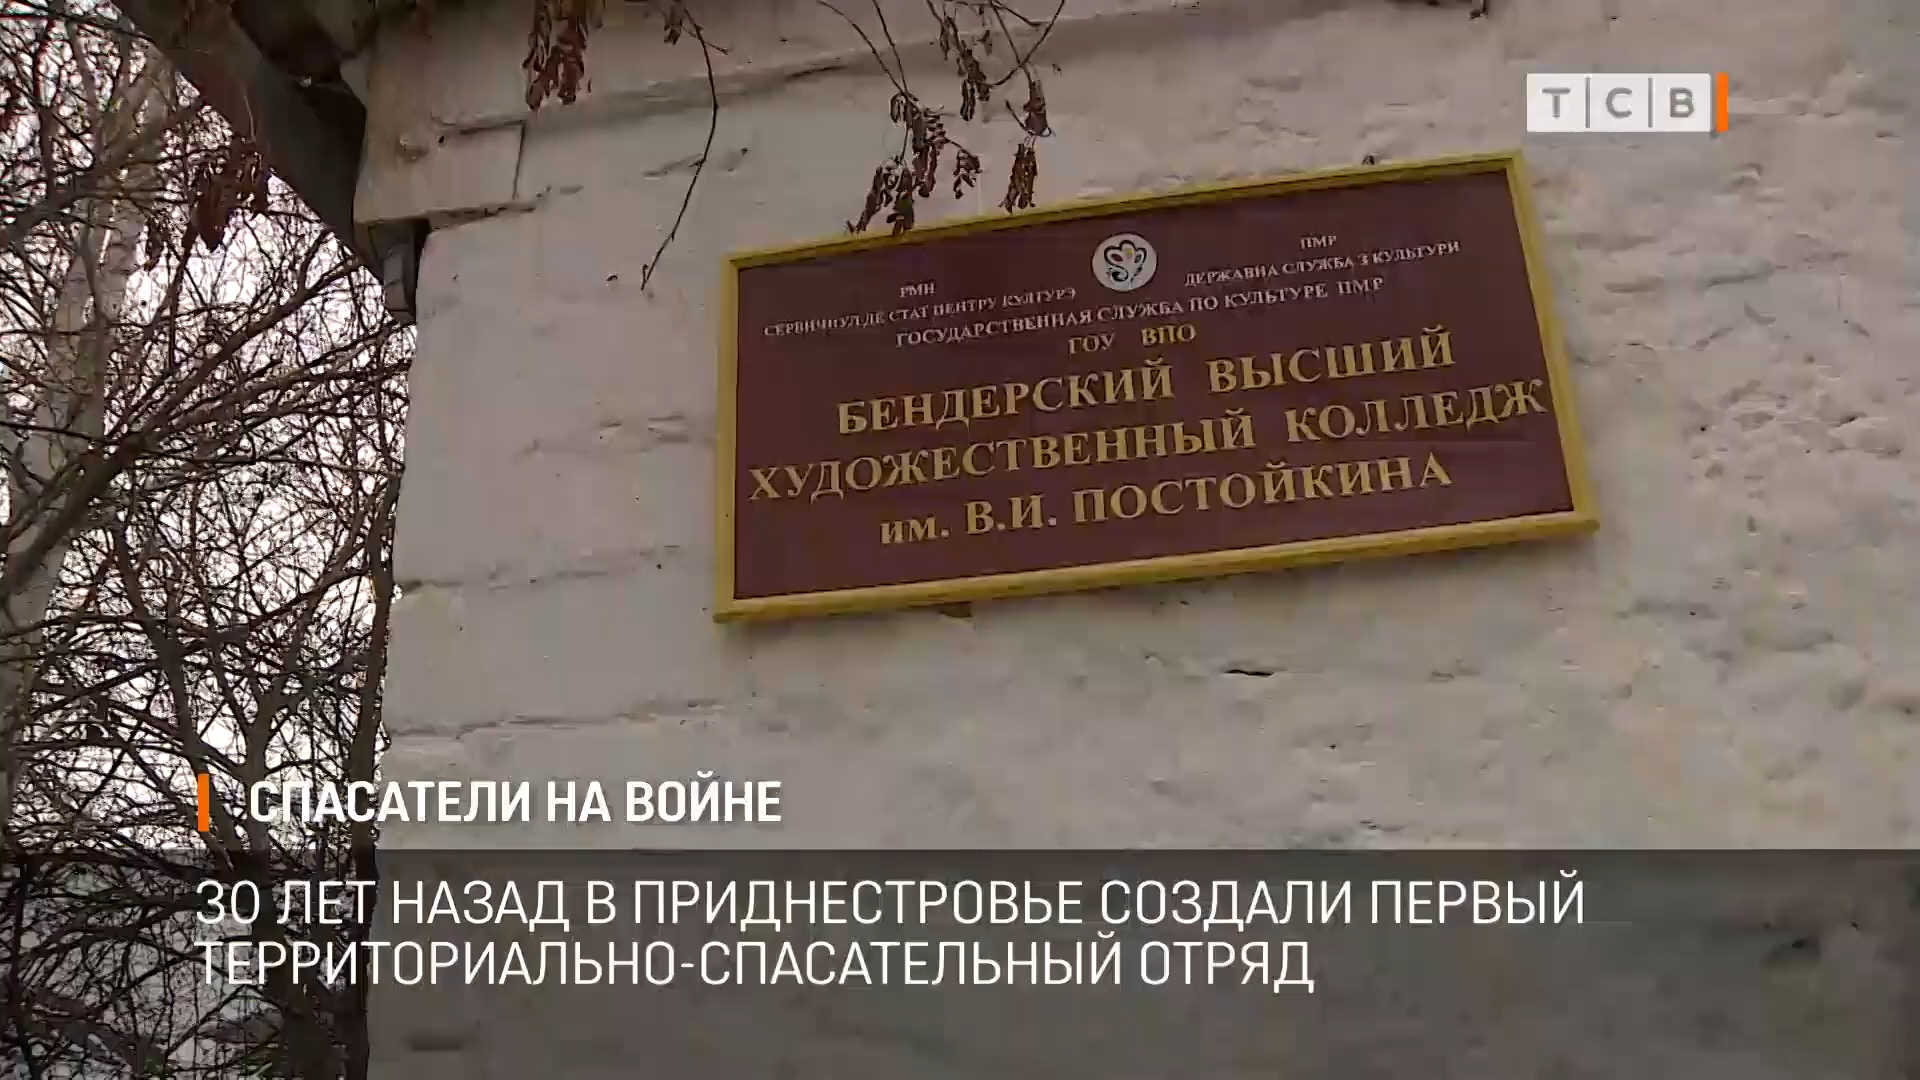 Т|С|В
РМН
СЕРВИЧИУЛ ДЕ СТАТ ПЕНТРУ КУЛТУРЭ
ПМР
ДЕРЖАВНА СЛУЖБА З КУЛЬТУРИ
ГОСУДАРСТВЕННАЯ СЛУЖБА ПО КУЛЬТУРЕ ПМР
ГОУ ВПО
БЕНДЕРСКИЙ ВЫСШИЙ
ХУДОЖЕСТВЕННЫЙ КОЛЛЕДЖ
им. В.И. ПОСТОЙКИНА
СПАСАТЕЛИ НА ВОЙНЕ
30 ЛЕТ НАЗАД В ПРИДНЕСТРОВЬЕ СОЗДАЛИ ПЕРВЫЙ
ТЕРРИТОРИАЛЬНО-СПАСАТЕЛЬНЫЙ ОТРЯД